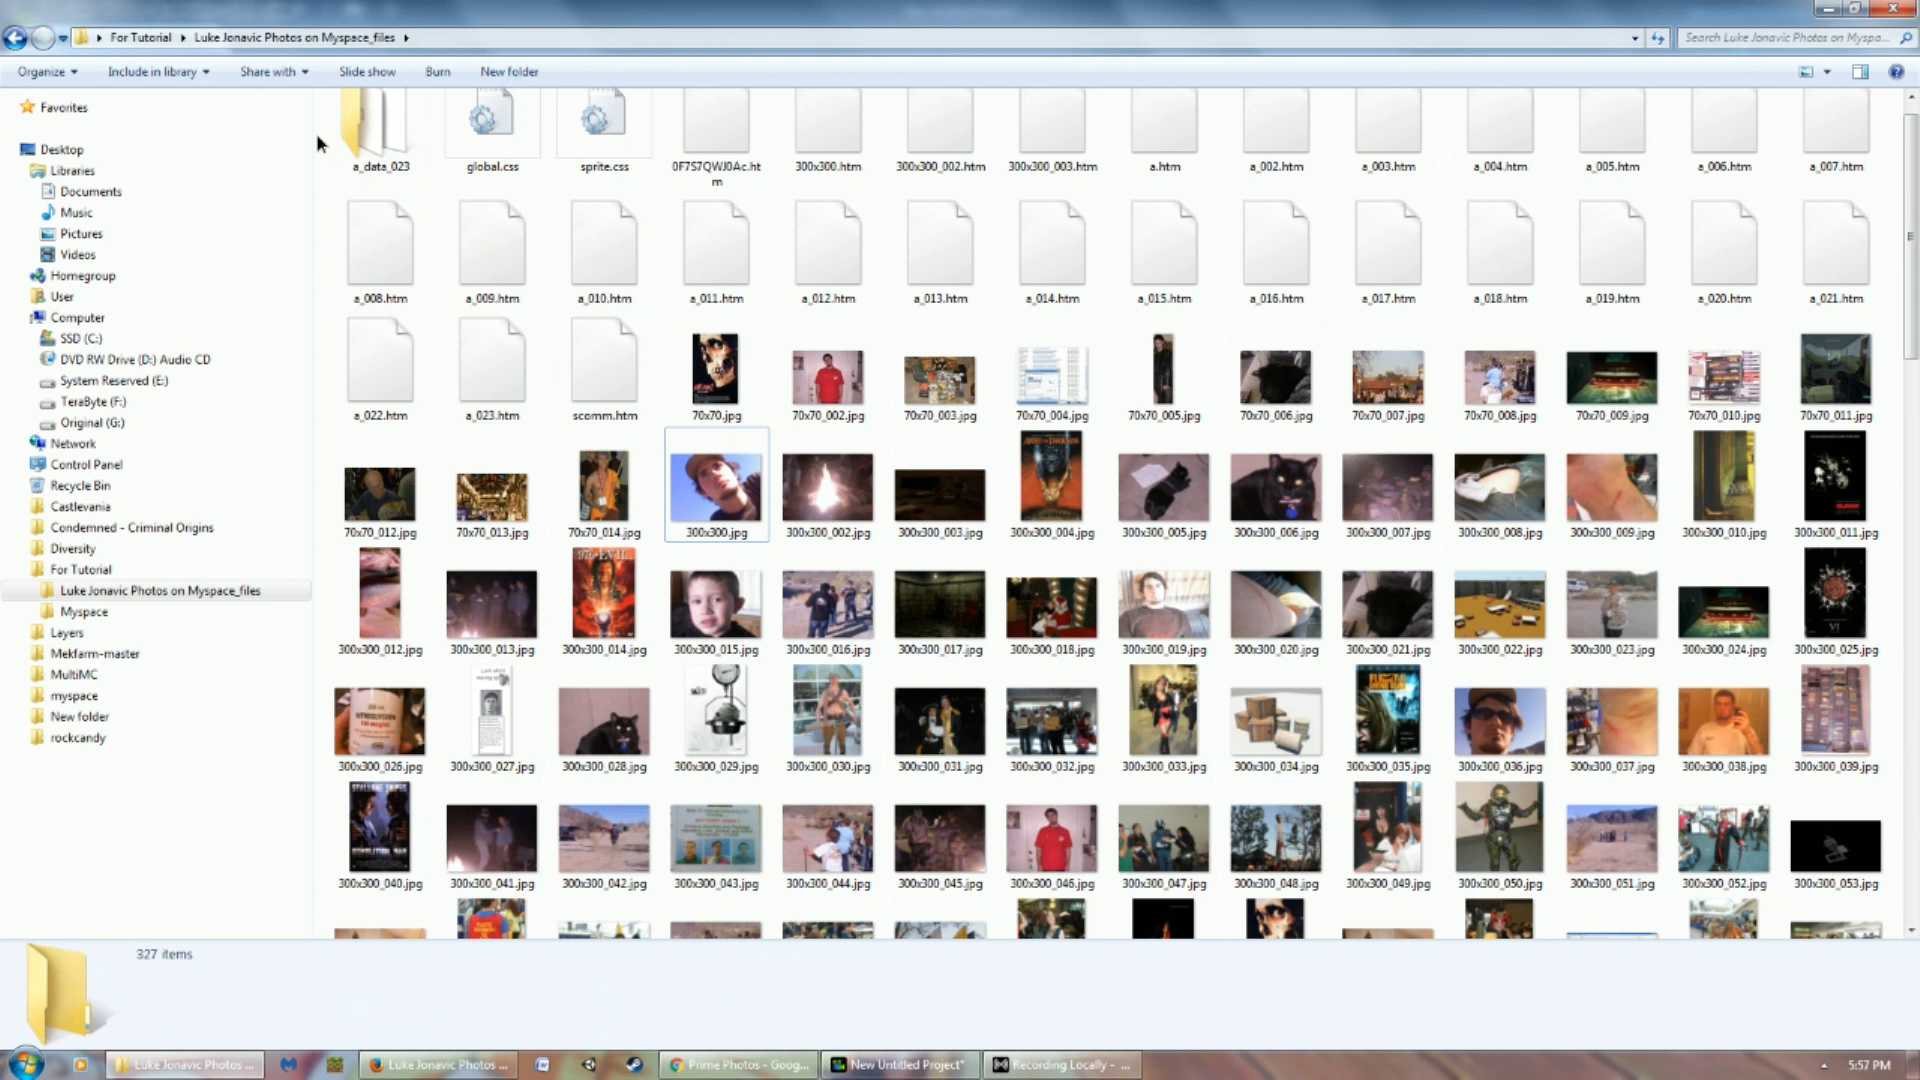 For Tutorial Luke Jonavic Photos on Myspace_files
Search Luke Jonavic Photos on Myspa...
Organize Include in library Share with Slide show Burn New folder
Favorites
Desktop
Libraries
Documents
Music
Pictures
Videos
Homegroup
User
Computer
SSD (C:)
DVD RW Drive (D:) Audio CD
System Reserved (E:)
TeraByte (F:)
Original (G:)
Network
Control Panel
Recycle Bin
Castlevania
Condemned - Criminal Origins
Diversity
For Tutorial
Luke Jonavic Photos on Myspace_files
Myspace
Layers
Mekfarm-master
MultiMC
myspace
New folder
rockcandy
a_data_023 global.css sprite.css 0F7S7QWJ0Ac.ht 300x300.htm 300x300_002.htm 300x300_003.htm a.htm a_002.htm a_003.htm a_004.htm a_005.htm a_006.htm a_007.htm
m
a_008.htm a_009.htm a_010.htm a_011.htm a_012.htm a_013.htm a_014.htm a_015.htm a_016.htm a_017.htm a_018.htm a_019.htm a_020.htm a_021.htm
a_022.htm a_023.htm scomm.htm 70x70.jpg 70x70_002.jpg 70x70_003.jpg 70x70_004.jpg 70x70_005.jpg 70x70_006.jpg 70x70_007.jpg 70x70_008.jpg 70x70_009.jpg 70x70_010.jpg 70x70_011.jpg
70x70_012.jpg 70x70_013.jpg 70x70_014.jpg 300x300.jpg 300x300_002.jpg 300x300_003.jpg 300x300_004.jpg 300x300_005.jpg 300x300_006.jpg 300x300_007.jpg 300x300_008.jpg 300x300_009.jpg 300x300_010.jpg 300x300_011.jpg
300x300_012.jpg 300x300_013.jpg 300x300_014.jpg 300x300_015.jpg 300x300_016.jpg 300x300_017.jpg 300x300_018.jpg 300x300_019.jpg 300x300_020.jpg 300x300_021.jpg 300x300_022.jpg 300x300_023.jpg 300x300_024.jpg 300x300_025.jpg
300x300_026.jpg 300x300_027.jpg 300x300_028.jpg 300x300_029.jpg 300x300_030.jpg 300x300_031.jpg 300x300_032.jpg 300x300_033.jpg 300x300_034.jpg 300x300_035.jpg 300x300_036.jpg 300x300_037.jpg 300x300_038.jpg 300x300_039.jpg
300x300_040.jpg 300x300_041.jpg 300x300_042.jpg 300x300_043.jpg 300x300_044.jpg 300x300_045.jpg 300x300_046.jpg 300x300_047.jpg 300x300_048.jpg 300x300_049.jpg 300x300_050.jpg 300x300_051.jpg 300x300_052.jpg 300x300_053.jpg
327 items
Luke Jonavic Photos ... Luke Jonavic Photos ... Prime Photos - Goog... New Untitled Project* Recording Locally - ... 5:57 PM